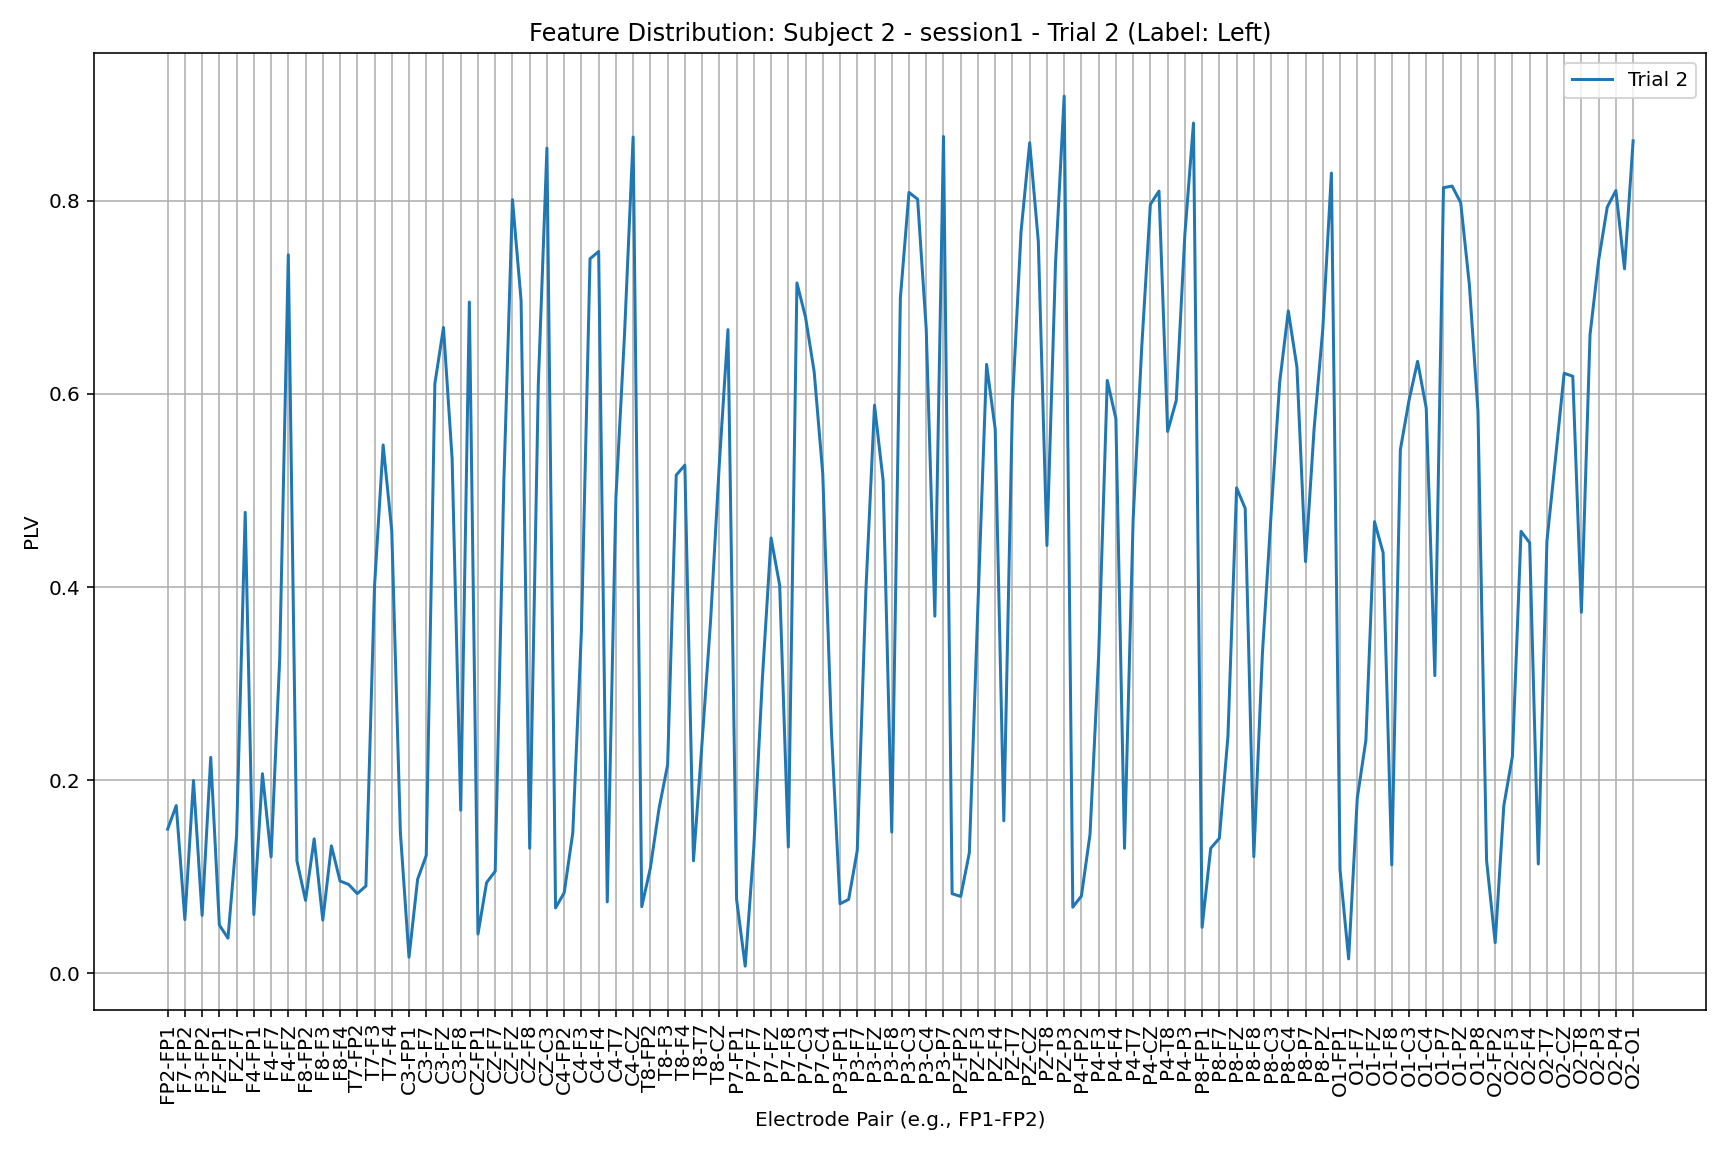 Feature Distribution: Subject 2 - session1 - Trial 2 (Label: Left)
Trial 2
PLV
0.8
0.6
0.4
0.2
0.0
FP2-FP1
F7-FP2
F3-FP2
FZ-FP1
FZ-F7
F4-FP1
F4-F7
F4-FZ
F8-FP2
F8-F3
F8-F4
T7-FP2
T7-F3
T7-F4
C3-FP1
C3-F7
C3-FZ
C3-F8
CZ-FP1
CZ-F7
CZ-FZ
CZ-F8
CZ-C3
C4-FP2
C4-F3
C4-F4
C4-T7
C4-CZ
T8-FP2
T8-F3
T8-F4
T8-T7
T8-CZ
P7-FP1
P7-F7
P7-FZ
P7-F8
P7-C3
P7-C4
P3-FP1
P3-F7
P3-FZ
P3-F8
P3-C3
P3-C4
P3-P7
PZ-FP2
PZ-F3
PZ-F4
PZ-T7
PZ-CZ
PZ-T8
PZ-P3
P4-FP2
P4-F3
P4-F4
P4-T7
P4-CZ
P4-T8
P4-P3
P8-FP1
P8-F7
P8-FZ
P8-F8
P8-C3
P8-C4
P8-P7
P8-PZ
O1-FP1
O1-F7
O1-FZ
O1-F8
O1-C3
O1-C4
O1-P7
O1-PZ
O1-P8
O2-FP2
O2-F3
O2-F4
O2-T7
O2-CZ
O2-T8
O2-P3
O2-P4
O2-O1
Electrode Pair (e.g., FP1-FP2)